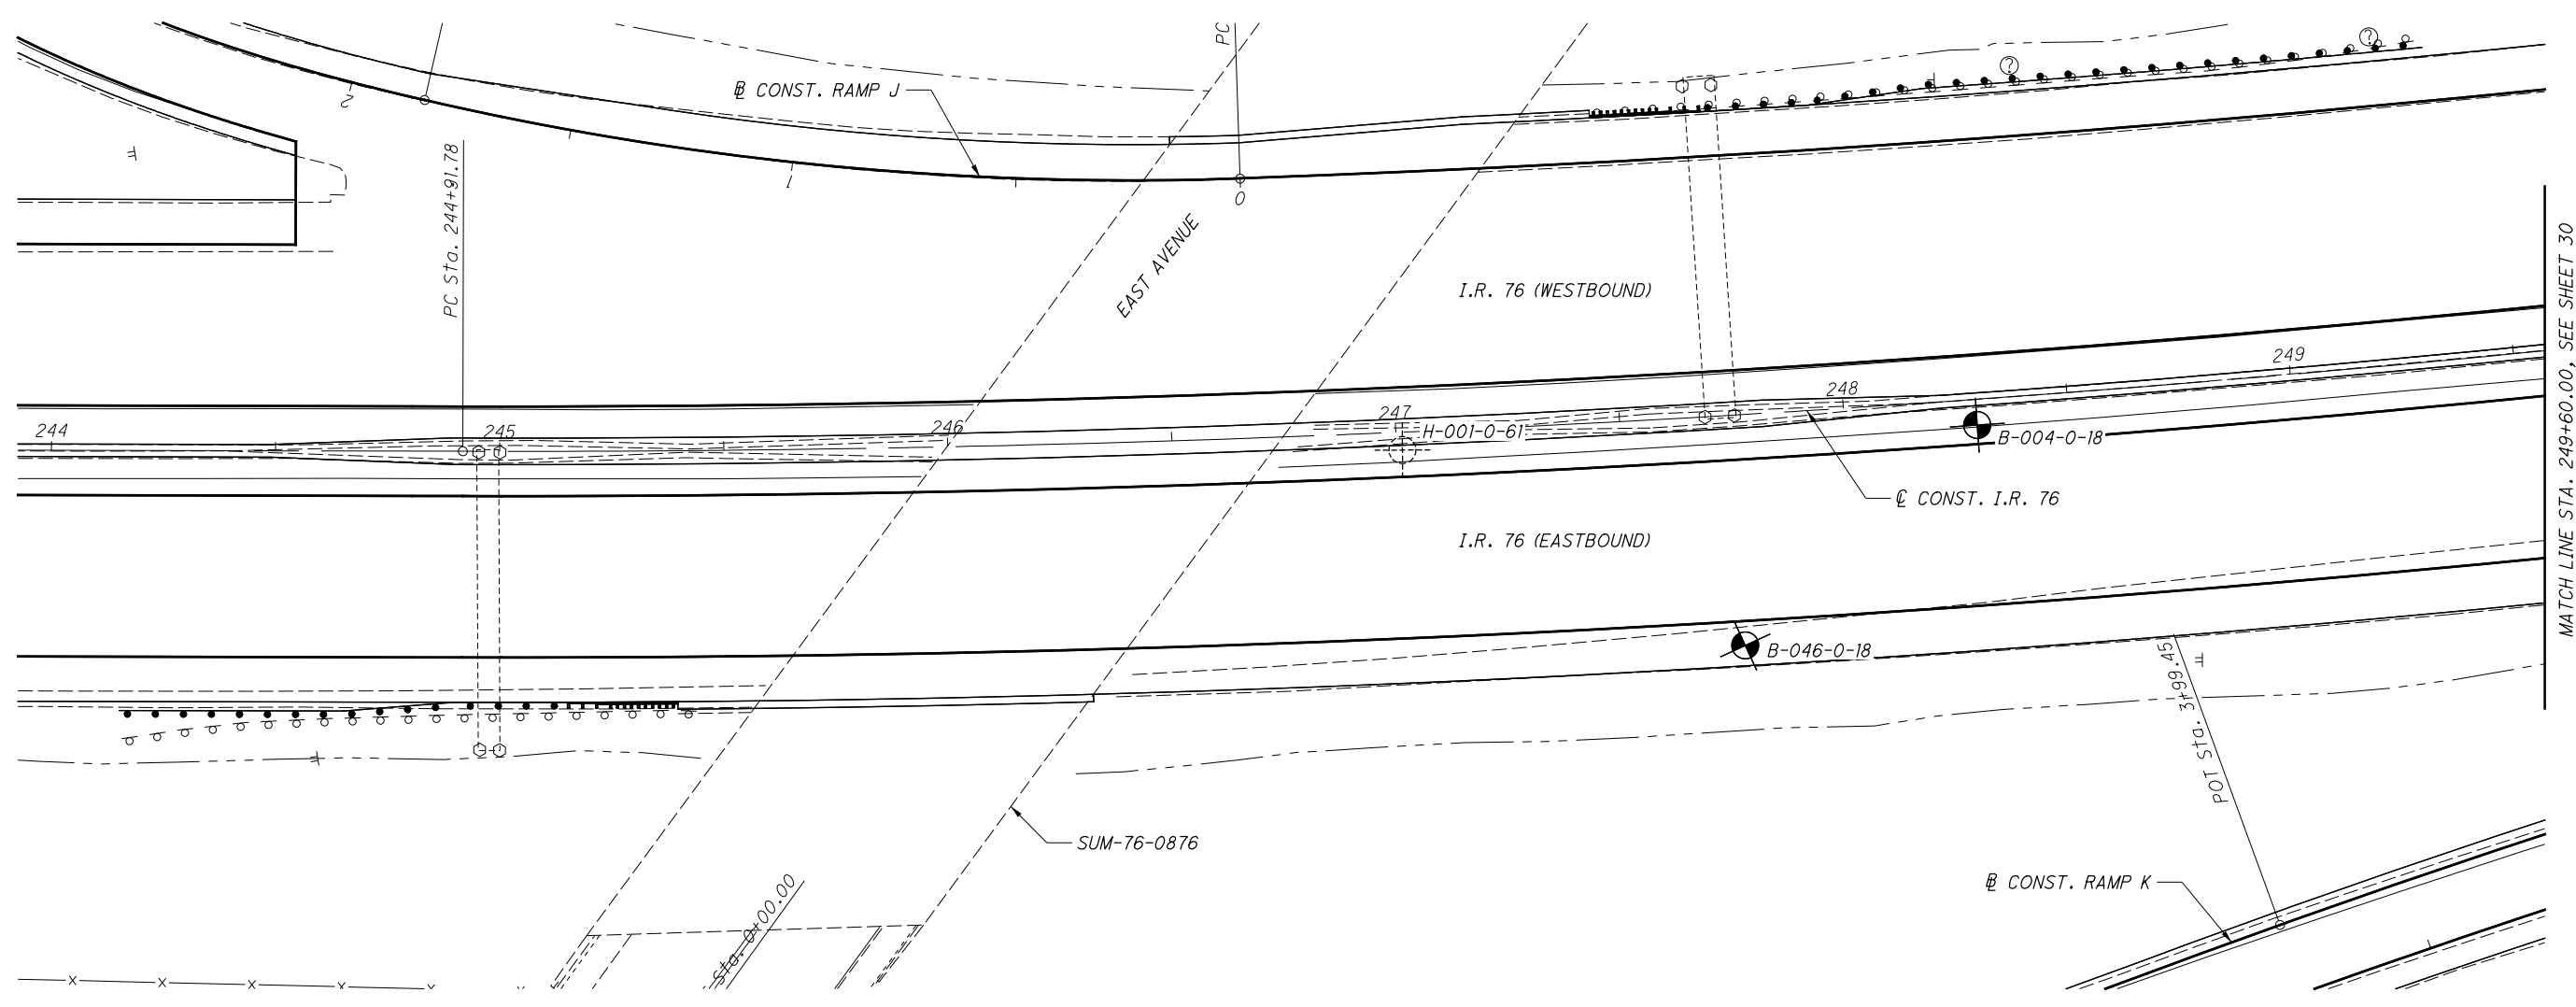 PC
℄ CONST. RAMP J
?
?
2
1
0
PC Sta. 244+91.78
EAST AVENUE
I.R. 76 (WESTBOUND)
MATCH LINE STA. 249+60.00, SEE SHEET 30
244
245
246
247
248
249
H-001-0-61
B-004-0-18
℄ CONST. I.R. 76
I.R. 76 (EASTBOUND)
B-046-0-18
POT Sta. 3+99.45
SUM-76-0876
Sta. 0+00.00
℄ CONST. RAMP K
x x x x x x